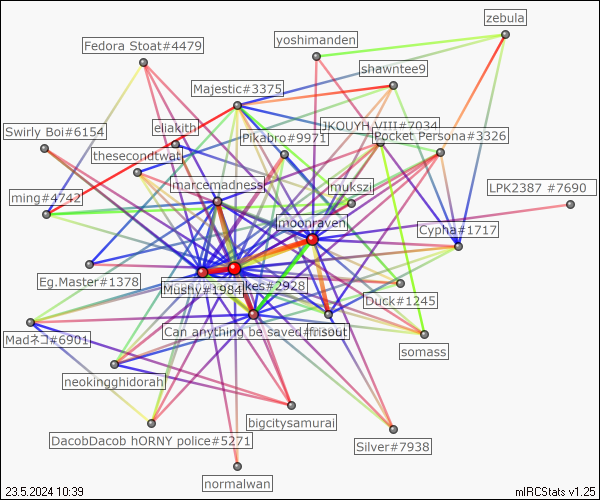 zebula
yoshimanden
Fedora Stoat#4479
shawntee9
Majestic#3375
JKOUYH VIII#7034
eliakith
Swirly Boi#6154
Pikabro#9971
Pocket Persona#3326
thesecondtwat
marcemadness
mukszi
LPK2387 #7690
ming#4742
moonraven
Cypha#1717
Eg.Master#1378
Mushy#1984
kes#2928
Duck#1245
Can anything be saved
frisout
Madネコ#6901
somass
neokingghidorah
bigcitysamurai
DacobDacob hORNY police#5271
Silver#7938
normalwan
23.5.2024 10:39
mIRCStats v1.25